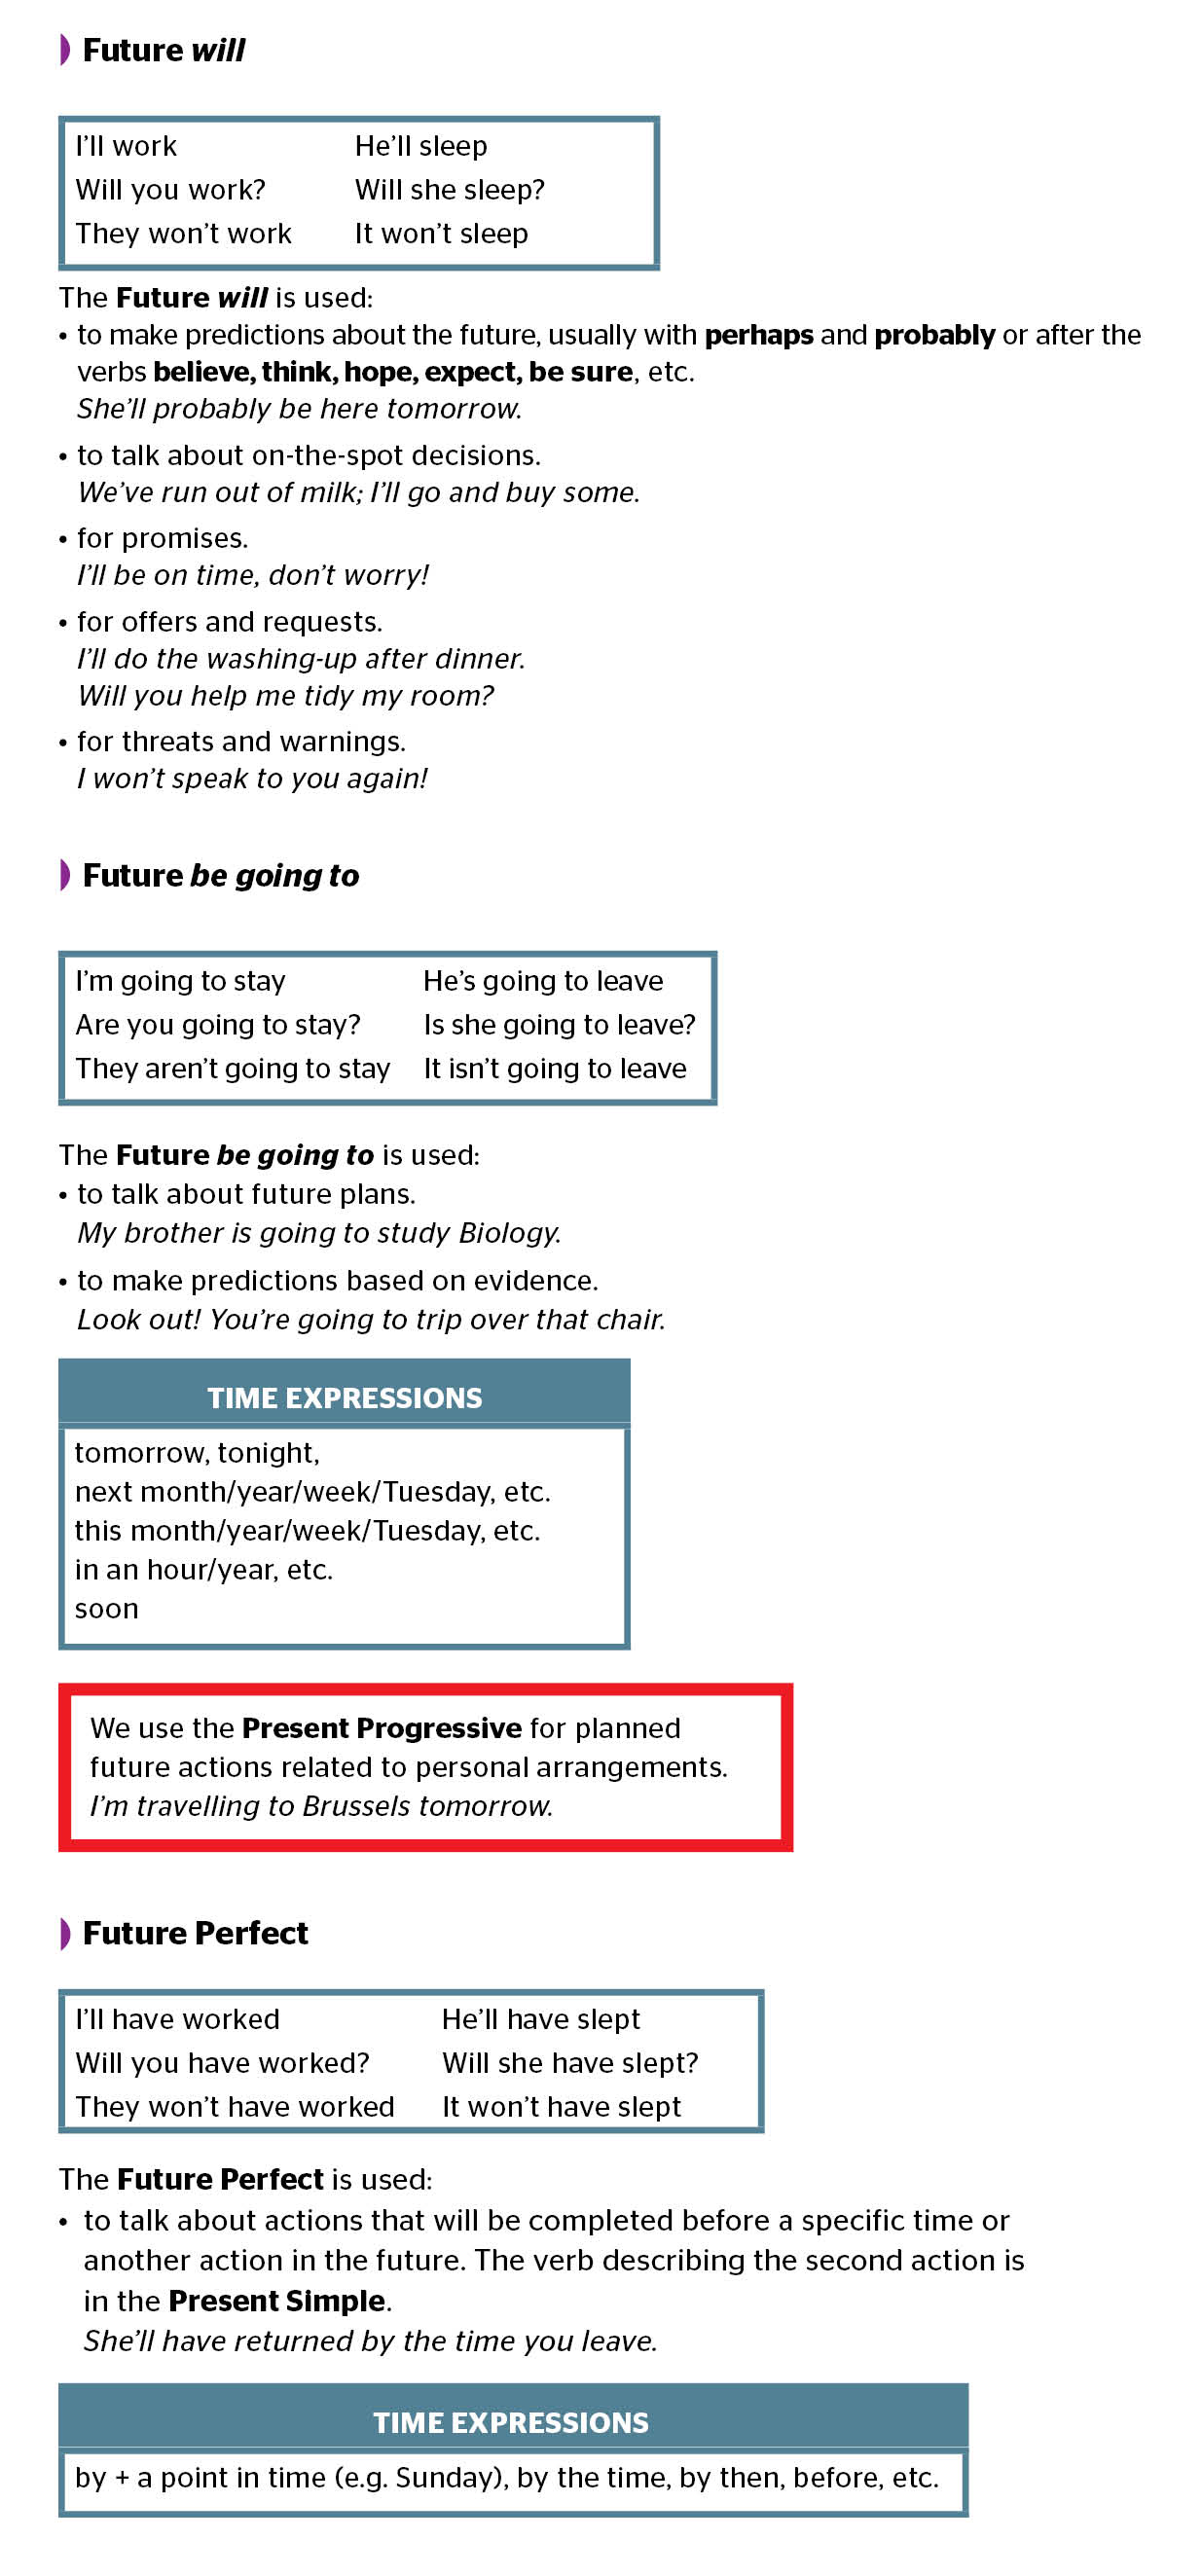 Future will
I'll work He'll sleep
Will you work? Will she sleep?
They won't work It won't sleep
The Future will is used:
• to make predictions about the future, usually with perhaps and probably or after the
verbs believe, think, hope, expect, be sure, etc.
She'll probably be here tomorrow.
• to talk about on-the-spot decisions.
We've run out of milk; I'll go and buy some.
• for promises.
I'll be on time, don't worry!
• for offers and requests.
I'll do the washing-up after dinner.
Will you help me tidy my room?
• for threats and warnings.
I won't speak to you again!
Future be going to
I'm going to stay He's going to leave
Are you going to stay? Is she going to leave?
They aren't going to stay It isn't going to leave
The Future be going to is used:
• to talk about future plans.
My brother is going to study Biology.
• to make predictions based on evidence.
Look out! You're going to trip over that chair.
TIME EXPRESSIONS
tomorrow, tonight,
next month/year/week/Tuesday, etc.
this month/year/week/Tuesday, etc.
in an hour/year, etc.
soon
We use the Present Progressive for planned
future actions related to personal arrangements.
I'm travelling to Brussels tomorrow.
Future Perfect
I'll have worked He'll have slept
Will you have worked? Will she have slept?
They won't have worked It won't have slept
The Future Perfect is used:
• to talk about actions that will be completed before a specific time or
another action in the future. The verb describing the second action is
in the Present Simple.
She'll have returned by the time you leave.
TIME EXPRESSIONS
by + a point in time (e.g. Sunday), by the time, by then, before, etc.